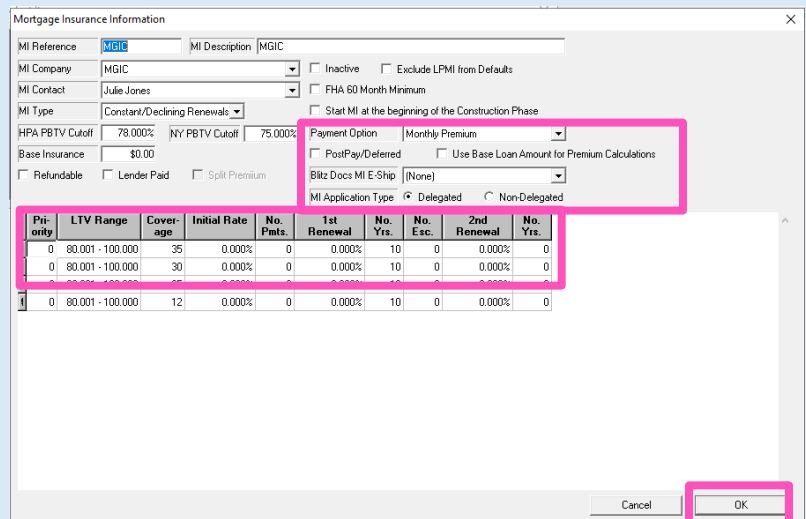 Mortgage Insurance Information
MI Reference MGIC MI Description MGIC
MI Company MGIC Inactive Exclude LPMI from Defaults
MI Contact Julie Jones FHA 60 Month Minimum
MI Type Constant/Declining Renewals Start MI at the beginning of the Construction Phase
HPA PBTV Cutoff 78.000% NY PBTV Cutoff 75.000% Payment Option Monthly Premium
Base Insurance $0.00 PostPay/Deferred Use Base Loan Amount for Premium Calculations
Refundable Lender Paid Split Premium Blitz Docs MI E-Ship (None)
MI Application Type Delegated Non-Delegated
Pri- LTV Range Cover- Initial Rate No. 1st No. No. 2nd No.
ority age Pmts. Renewal Yrs. Esc. Renewal Yrs.
0 80.001 - 100.000 35 0.000% 0 0.000% 10 0 0.000% 0
0 80.001 - 100.000 30 0.000% 0 0.000% 10 0 0.000% 0
0 80.001 - 100.000 12 0.000% 0 0.000% 10 0 0.000% 0
Cancel OK